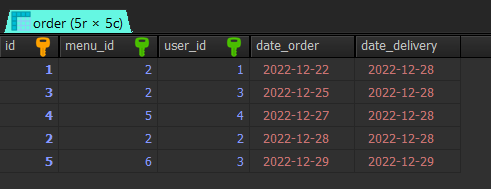 order (5r × 5c)
id menu_id user_id date_order date_delivery
1 2 1 2022-12-22 2022-12-28
3 2 3 2022-12-25 2022-12-28
4 5 4 2022-12-27 2022-12-28
2 2 2 2022-12-28 2022-12-28
5 6 3 2022-12-29 2022-12-29